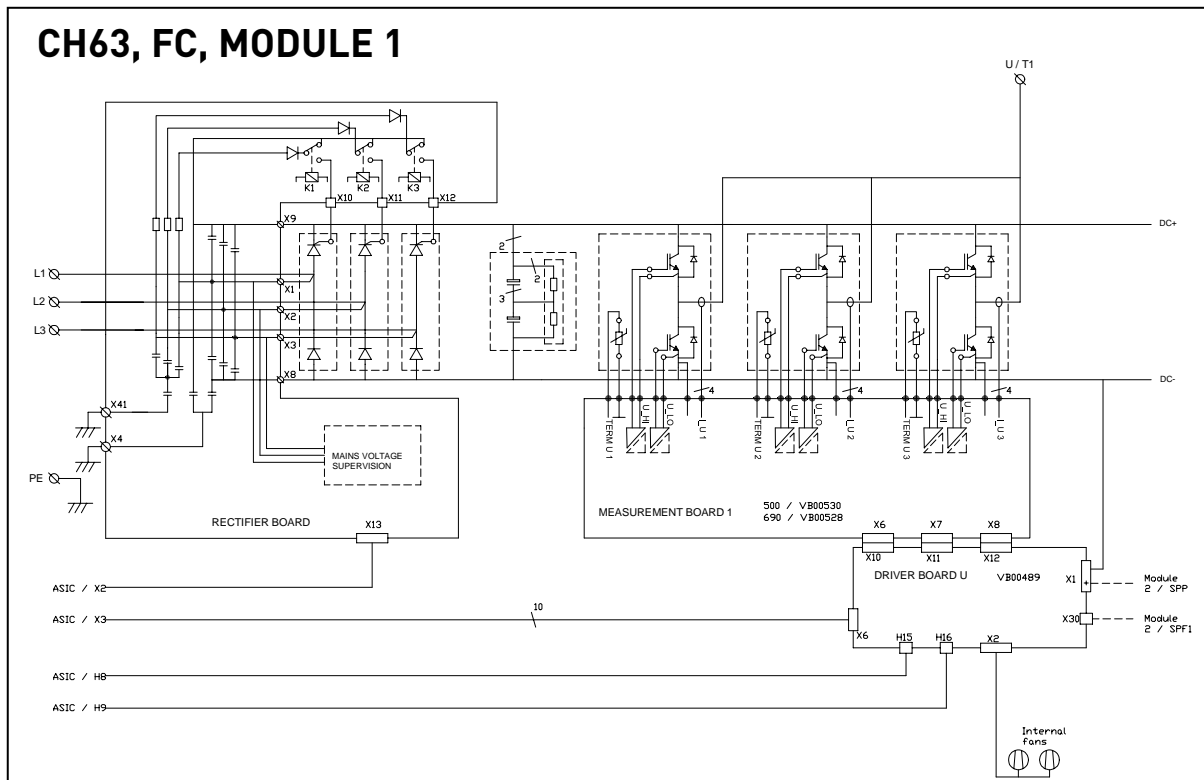 CH63, FC, MODULE 1
U / T1
K1 K2 K3
X10 X11 X12
X9
DC+
L1
X1
L2
X2
L3
X3
X8
2
2
3
DC-
X41
X4
PE
4
4
4
TERM U 1
U_HI
U_LO
I_U 1
TERM U 2
U_HI
U_LO
I_U 2
TERM U 3
U_HI
U_LO
I_U 3
MAINS VOLTAGE
SUPERVISION
RECTIFIER BOARD
X13
MEASUREMENT BOARD 1
500 / VB00530
690 / VB00528
X6 X7 X8
X10 X11 X12
DRIVER BOARD U
VB00489
X1
+
Module
2 / SPP
X30
Module
2 / SPF1
X6
H15 H16 X2
ASIC / X2
ASIC / X3
10
ASIC / H8
ASIC / H9
Internal
fans